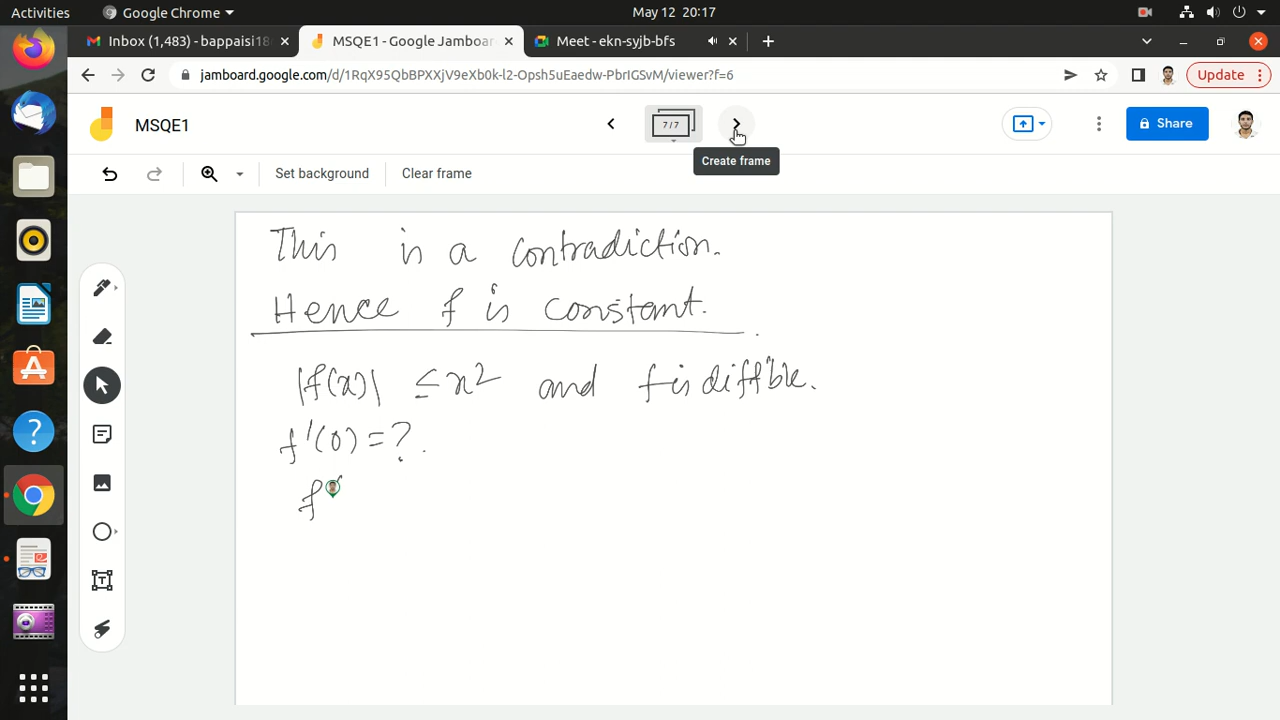 Activities
Google Chrome
May 12 20:17
Inbox (1,483) - bappaisi18
MSQE1 - Google Jamboar
Meet - ekn-syjb-bfs
jamboard.google.com/d/1RqX95QbBPXXjV9eXb0k-l2-Opsh5uEaedw-PbrIGSvM/viewer?f=6
Update
MSQE1
7/7
Share
Create frame
Set background
Clear frame
This is a contradiction.
Hence f is constant.
|f(x)| ≤ x² and f is diff'ble.
f'(0) = ?.
f'